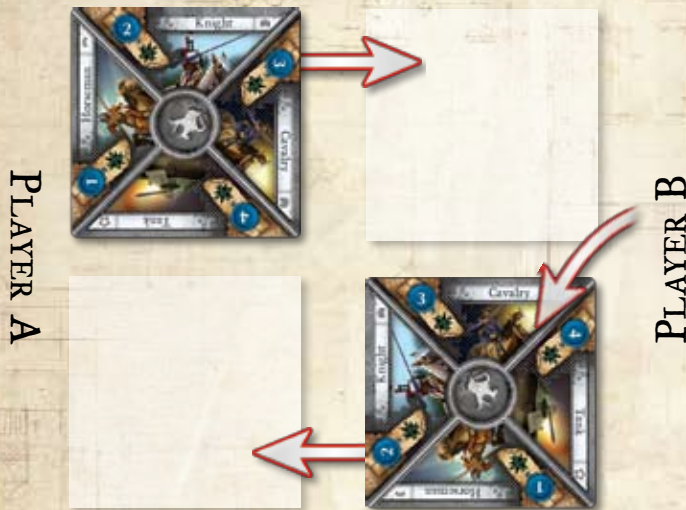 2
Knight
3
Horseman
Cavalry
1
Tank
4
PLAYER A
PLAYER B
3
Cavalry
4
Knight
Tank
2
Horseman
1